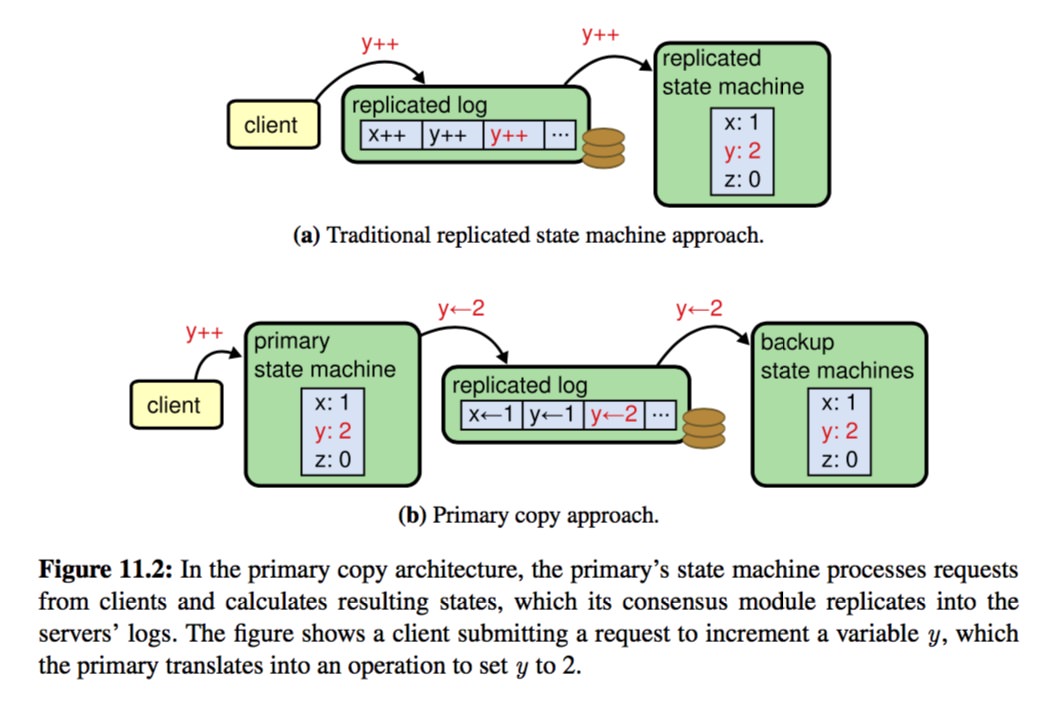 y++
y++
client
replicated log
x++ y++ y++ ...
replicated
state machine
x: 1
y: 2
z: 0
(a) Traditional replicated state machine approach.
y++
client
primary
state machine
x: 1
y: 2
z: 0
y←2
replicated log
x←1 y←1 y←2 ...
y←2
backup
state machines
x: 1
y: 2
z: 0
(b) Primary copy approach.
Figure 11.2: In the primary copy architecture, the primary’s state machine processes requests
from clients and calculates resulting states, which its consensus module replicates into the
servers’ logs. The figure shows a client submitting a request to increment a variable y, which
the primary translates into an operation to set y to 2.